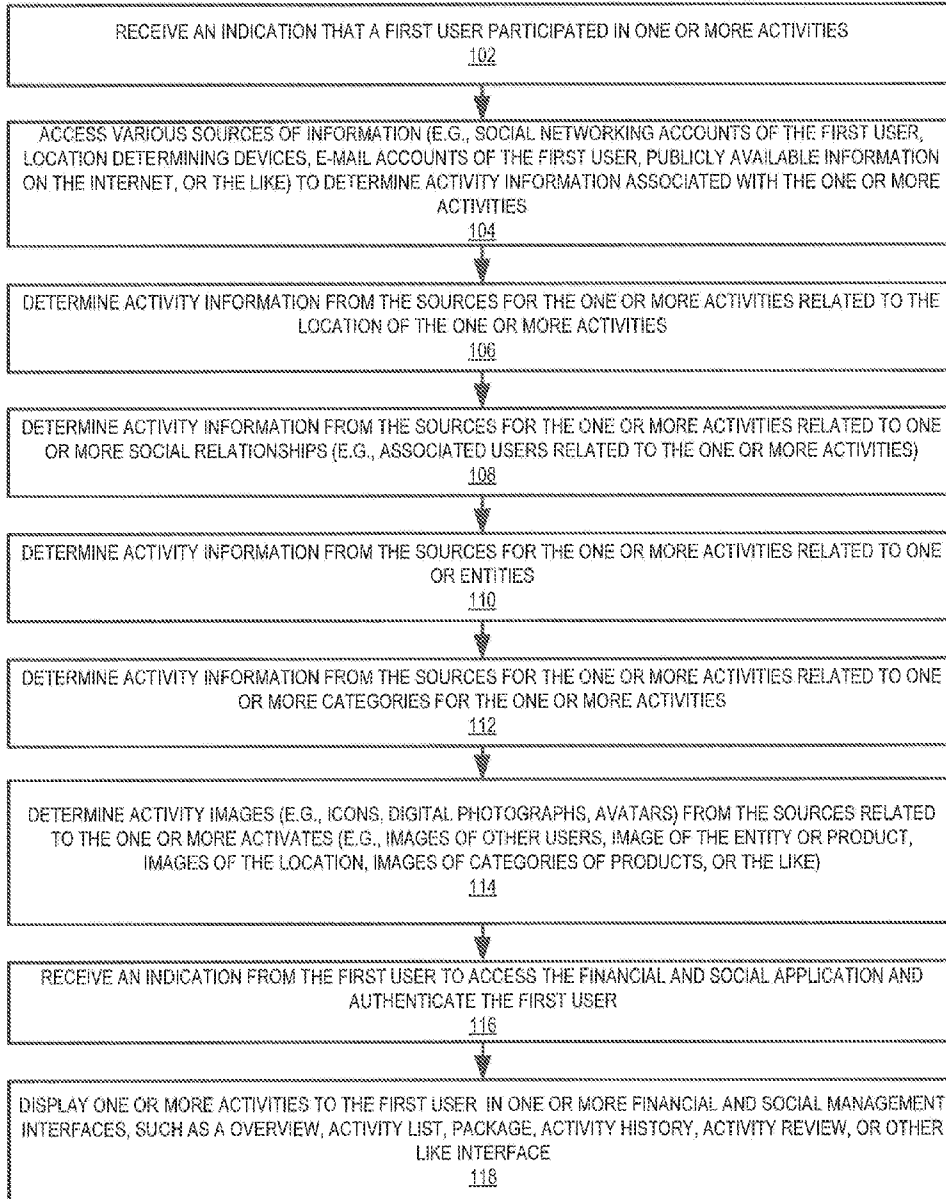 RECEIVE AN INDICATION THAT A FIRST USER PARTICIPATED IN ONE OR MORE ACTIVITIES
102
ACCESS VARIOUS SOURCES OF INFORMATION (E.G., SOCIAL NETWORKING ACCOUNTS OF THE FIRST USER,
LOCATION DETERMINING DEVICES, E-MAIL ACCOUNTS OF THE FIRST USER, PUBLICLY AVAILABLE INFORMATION
ON THE INTERNET, OR THE LIKE) TO DETERMINE ACTIVITY INFORMATION ASSOCIATED WITH THE ONE OR MORE
ACTIVITIES
104
DETERMINE ACTIVITY INFORMATION FROM THE SOURCES FOR THE ONE OR MORE ACTIVITIES RELATED TO THE
LOCATION OF THE ONE OR MORE ACTIVITIES
106
DETERMINE ACTIVITY INFORMATION FROM THE SOURCES FOR THE ONE OR MORE ACTIVITIES RELATED TO ONE
OR MORE SOCIAL RELATIONSHIPS (E.G., ASSOCIATED USERS RELATED TO THE ONE OR MORE ACTIVITIES)
108
DETERMINE ACTIVITY INFORMATION FROM THE SOURCES FOR THE ONE OR MORE ACTIVITIES RELATED TO ONE
OR ENTITIES
110
DETERMINE ACTIVITY INFORMATION FROM THE SOURCES FOR THE ONE OR MORE ACTIVITIES RELATED TO ONE
OR MORE CATEGORIES FOR THE ONE OR MORE ACTIVITIES
112
DETERMINE ACTIVITY IMAGES (E.G., ICONS, DIGITAL PHOTOGRAPHS, AVATARS) FROM THE SOURCES RELATED
TO THE ONE OR MORE ACTIVATES (E.G., IMAGES OF OTHER USERS, IMAGE OF THE ENTITY OR PRODUCT,
IMAGES OF THE LOCATION, IMAGES OF CATEGORIES OF PRODUCTS, OR THE LIKE)
114
RECEIVE AN INDICATION FROM THE FIRST USER TO ACCESS THE FINANCIAL AND SOCIAL APPLICATION AND
AUTHENTICATE THE FIRST USER
116
DISPLAY ONE OR MORE ACTIVITIES TO THE FIRST USER IN ONE OR MORE FINANCIAL AND SOCIAL MANAGEMENT
INTERFACES, SUCH AS A OVERVIEW, ACTIVITY LIST, PACKAGE, ACTIVITY HISTORY, ACTIVITY REVIEW, OR OTHER
LIKE INTERFACE
118